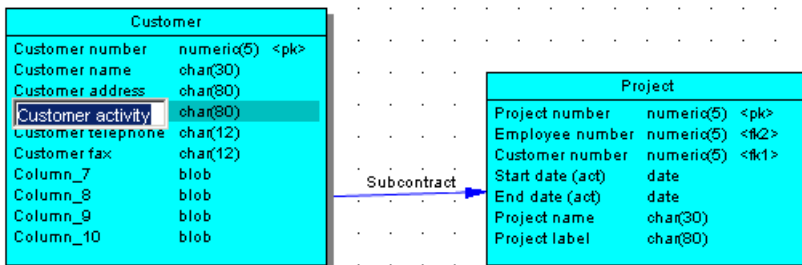 Customer
Customer number numeric(5) <pk>
Customer name char(30)
Customer address char(80)
Customer activity char(80)
Customer telephone char(12)
Customer fax char(12)
Column_7 blob
Column_8 blob
Column_9 blob
Column_10 blob
Subcontract
Project
Project number numeric(5) <pk>
Employee number numeric(5) <fk2>
Customer number numeric(5) <fk1>
Start date (act) date
End date (act) date
Project name char(30)
Project label char(80)